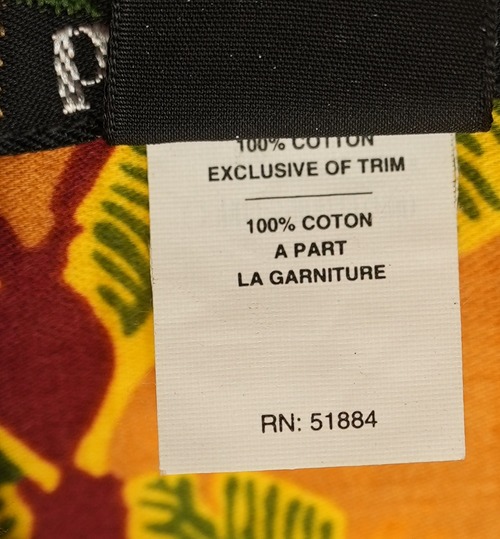 p
100% COTTON
EXCLUSIVE OF TRIM
100% COTON
A PART
LA GARNITURE
RN: 51884